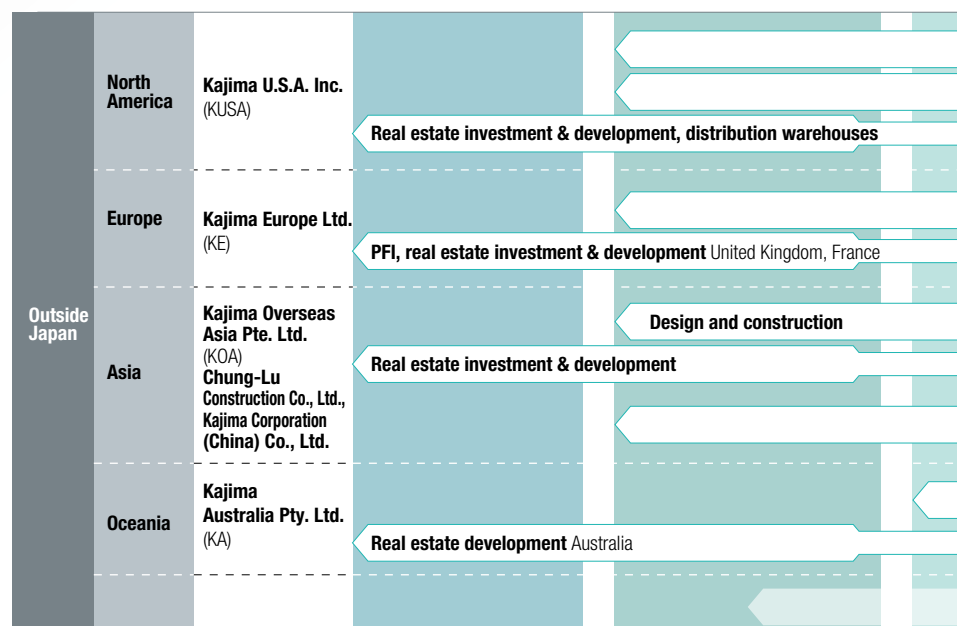 Outside
Japan
North
America
Kajima U.S.A. Inc.
(KUSA)
Real estate investment & development, distribution warehouses
Europe
Kajima Europe Ltd.
(KE)
PFI, real estate investment & development United Kingdom, France
Asia
Kajima Overseas
Asia Pte. Ltd.
(KOA)
Chung-Lu
Construction Co., Ltd.,
Kajima Corporation
(China) Co., Ltd.
Design and construction
Real estate investment & development
Oceania
Kajima
Australia Pty. Ltd.
(KA)
Real estate development Australia